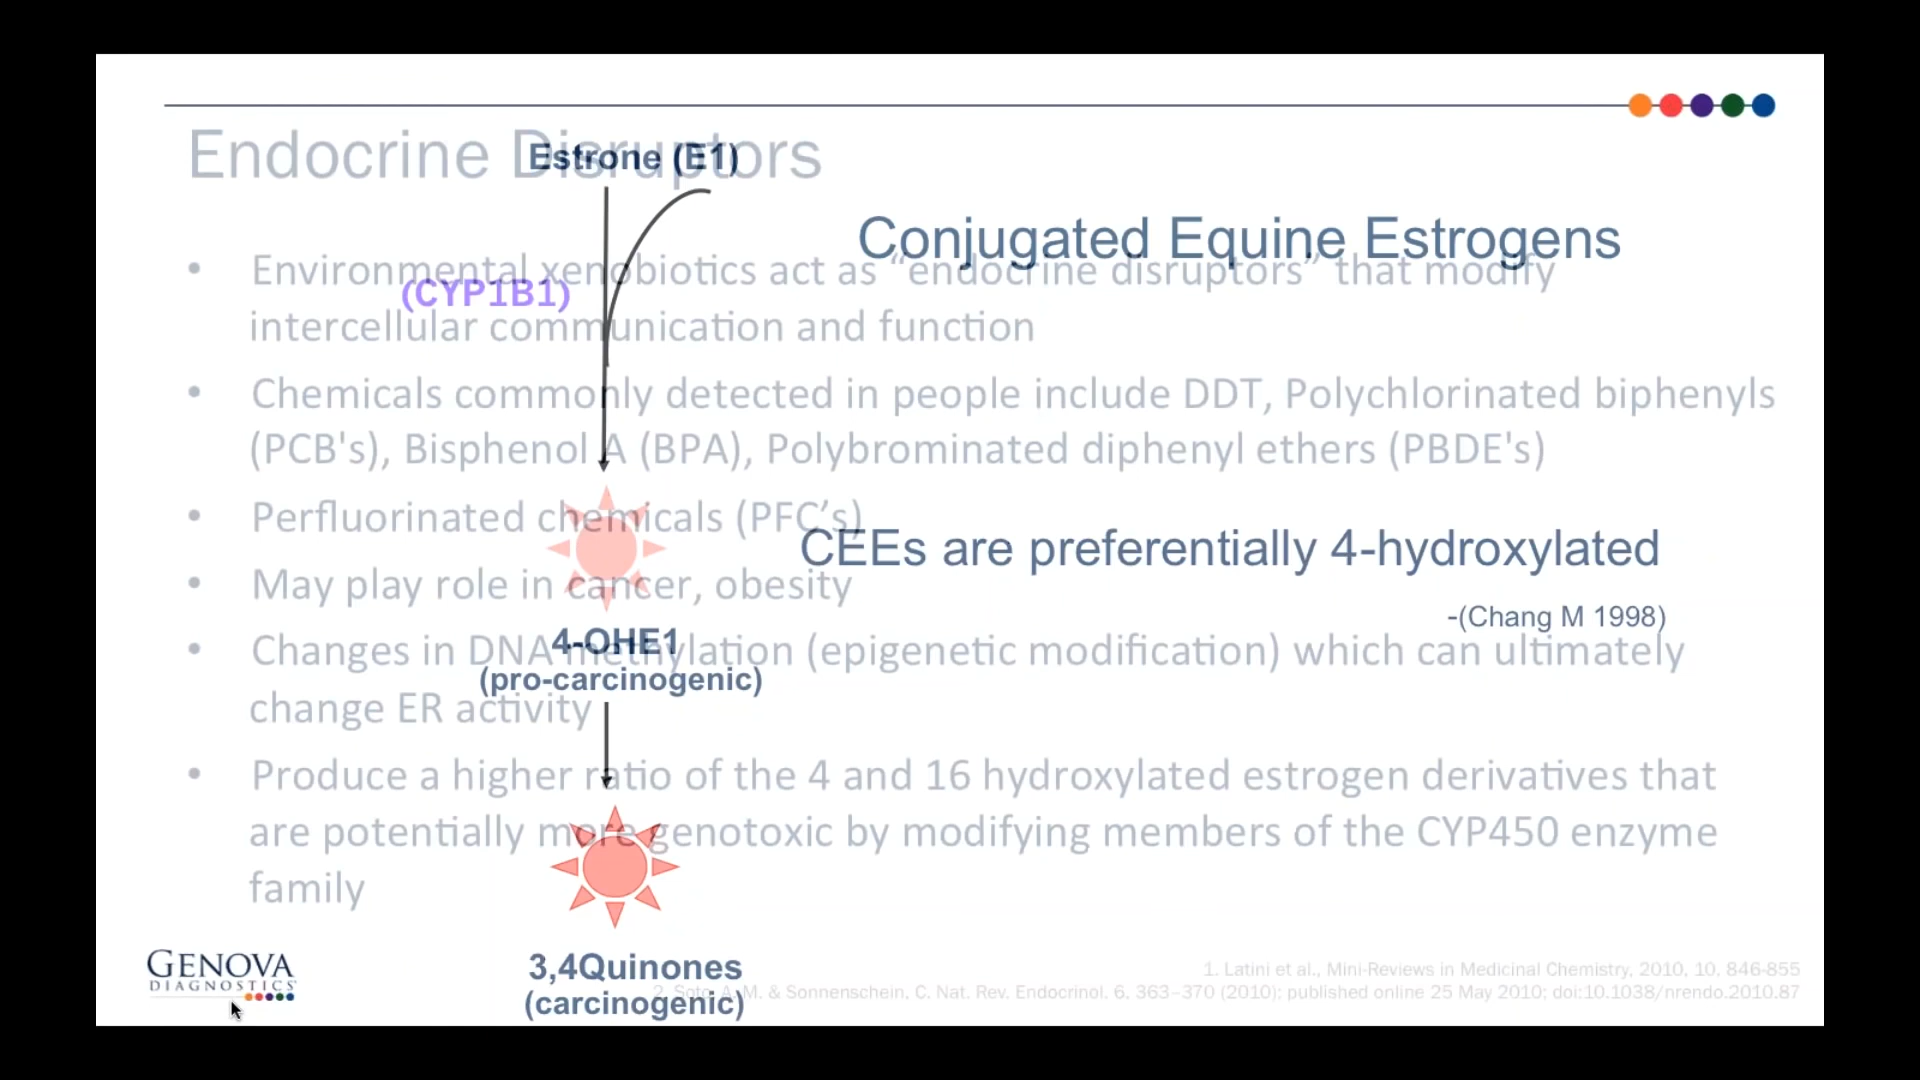 Endocrine Disruptors
Estrone (E1)
Conjugated Equine Estrogens
• Environmental xenobiotics act as “endocrine disruptors” that modify
(CYP1B1)
intercellular communication and function
• Chemicals commonly detected in people include DDT, Polychlorinated biphenyls
(PCB's), Bisphenol A (BPA), Polybrominated diphenyl ethers (PBDE's)
• Perfluorinated chemicals (PFC’s)
CEEs are preferentially 4-hydroxylated
• May play role in cancer, obesity
-(Chang M 1998)
4-OHE1
• Changes in DNA methylation (epigenetic modification) which can ultimately
(pro-carcinogenic)
change ER activity
• Produce a higher ratio of the 4 and 16 hydroxylated estrogen derivatives that
are potentially more genotoxic by modifying members of the CYP450 enzyme
family
GENOVA
DIAGNOSTICS
3,4Quinones
(carcinogenic)
1. Latini et al., Mini-Reviews in Medicinal Chemistry, 2010, 10, 846-855
2. Soto, A. M. & Sonnenschein, C. Nat. Rev. Endocrinol. 6, 363–370 (2010); published online 25 May 2010; doi:10.1038/nrendo.2010.87